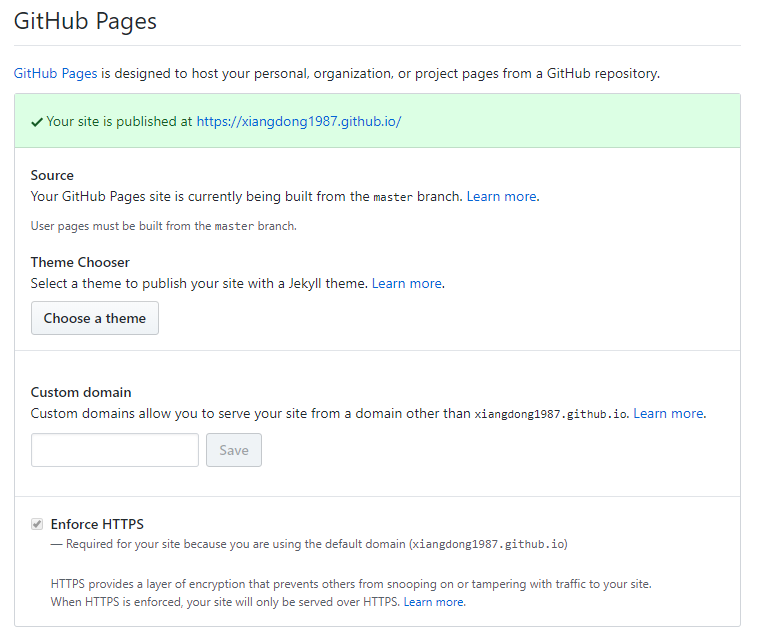 GitHub Pages
GitHub Pages is designed to host your personal, organization, or project pages from a GitHub repository.
Your site is published at https://xiangdong1987.github.io/
Source
Your GitHub Pages site is currently being built from the master branch. Learn more.
User pages must be built from the master branch.
Theme Chooser
Select a theme to publish your site with a Jekyll theme. Learn more.
Choose a theme
Custom domain
Custom domains allow you to serve your site from a domain other than xiangdong1987.github.io. Learn more.
Save
Enforce HTTPS
— Required for your site because you are using the default domain (xiangdong1987.github.io)
HTTPS provides a layer of encryption that prevents others from snooping on or tampering with traffic to your site.
When HTTPS is enforced, your site will only be served over HTTPS. Learn more.